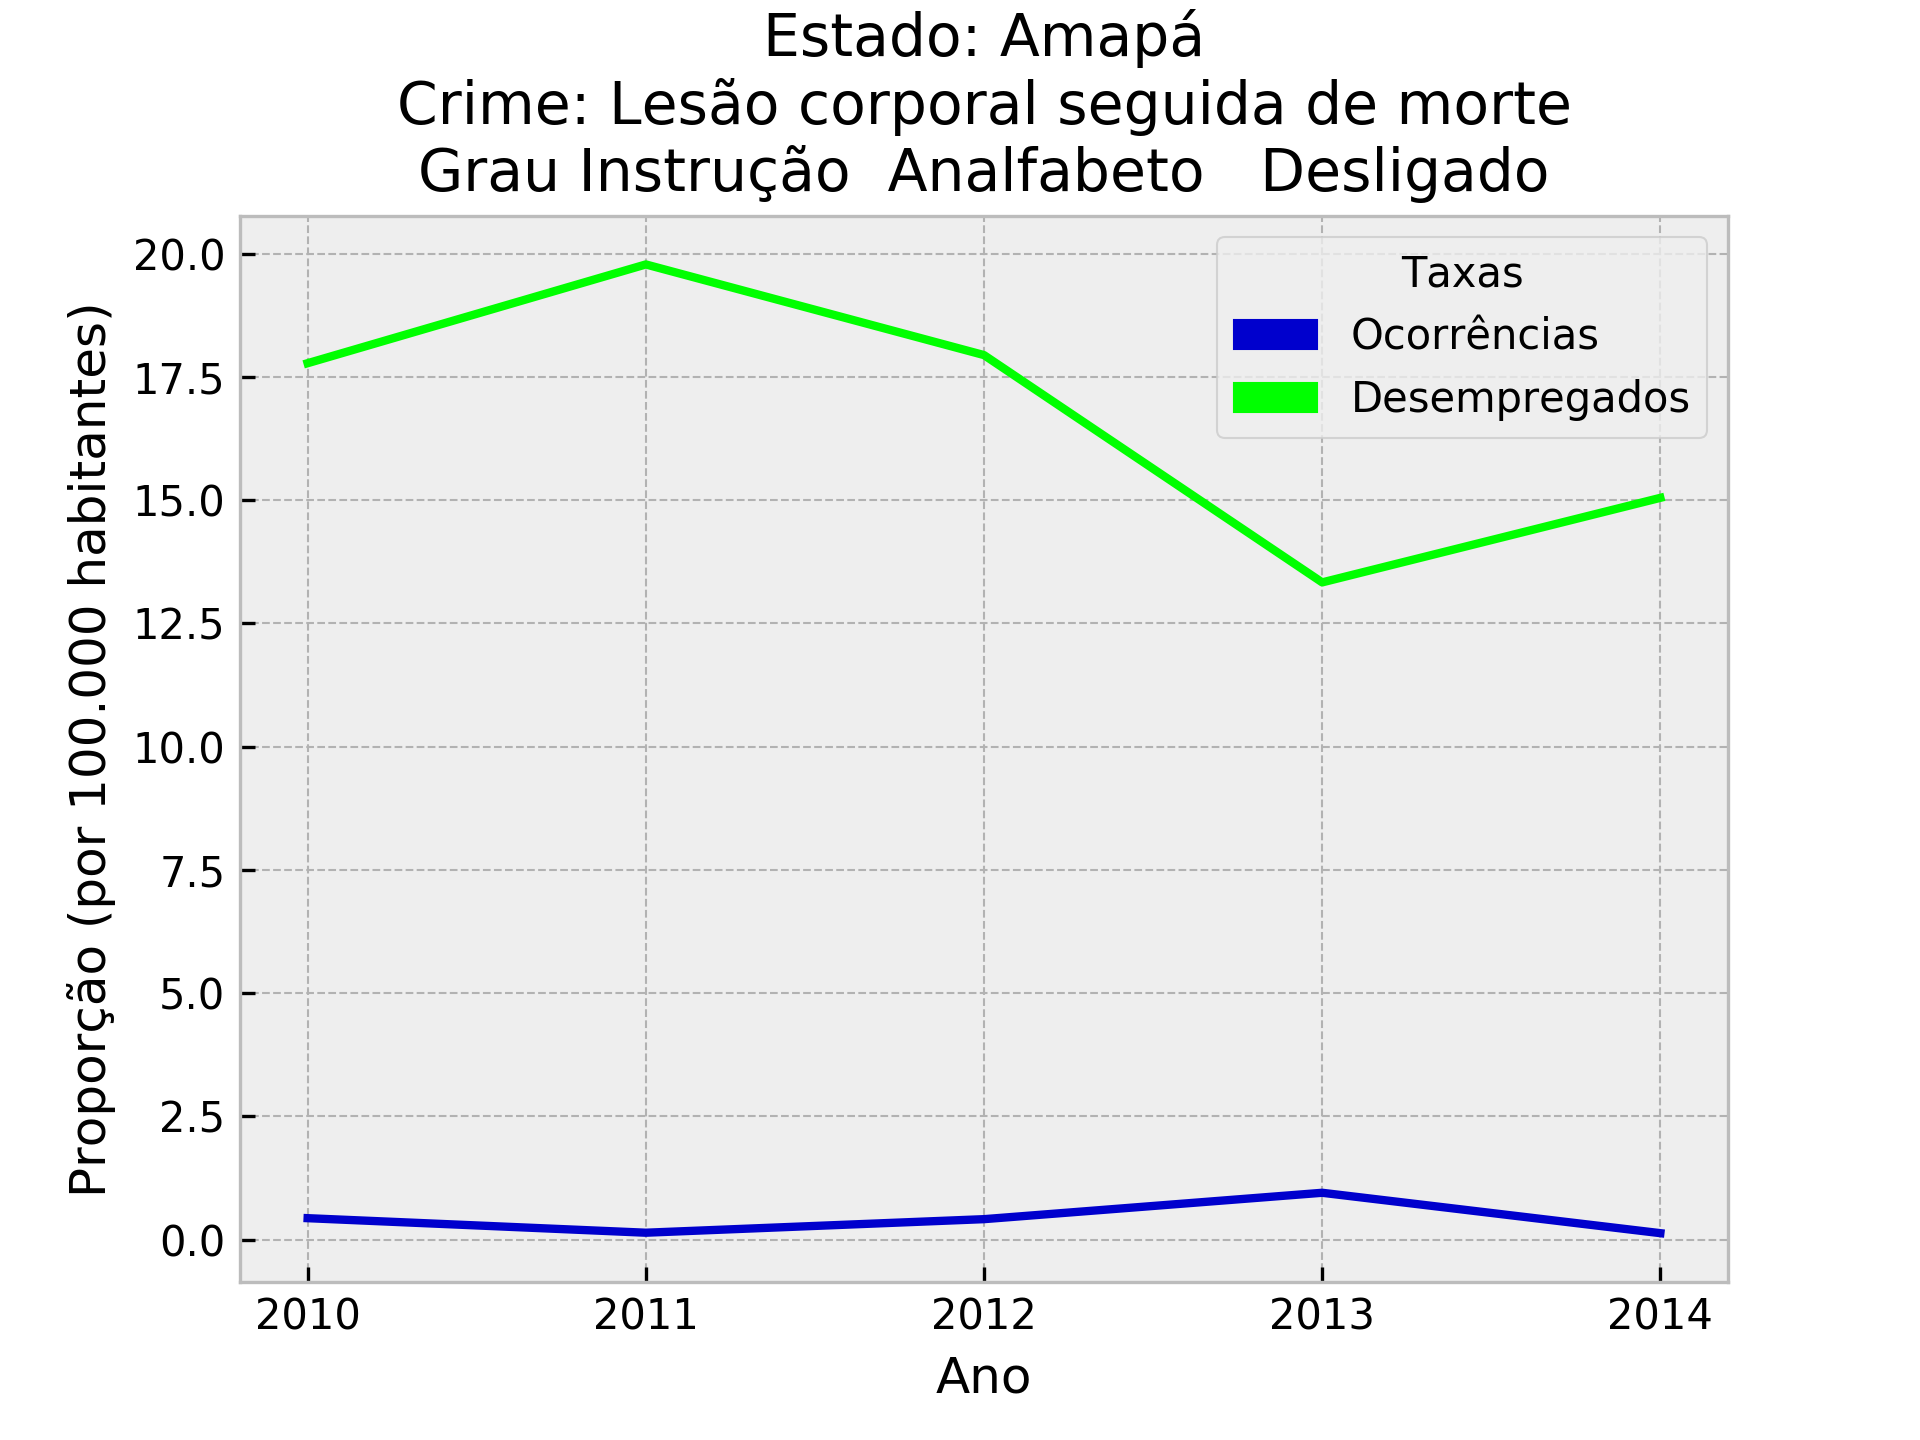 Estado: Amapá
Crime: Lesão corporal seguida de morte
Grau Instrução  Analfabeto   Desligado
Taxas
Ocorrências
Desempregados
Proporção (por 100.000 habitantes)
20.0
17.5
15.0
12.5
10.0
7.5
5.0
2.5
0.0
2010 2011 2012 2013 2014
Ano